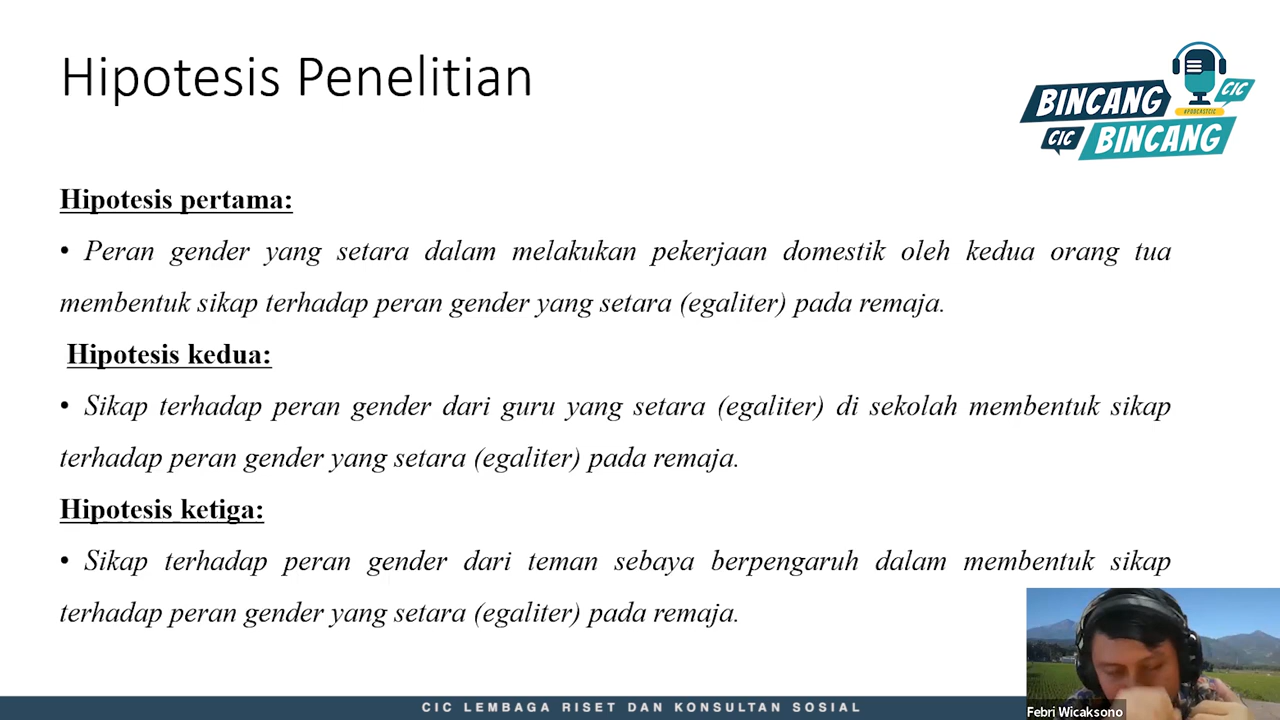 Hipotesis Penelitian
BINCANG
CIC
#PODCASTCIC
CIC
BINCANG
Hipotesis pertama:
• Peran gender yang setara dalam melakukan pekerjaan domestik oleh kedua orang tua
membentuk sikap terhadap peran gender yang setara (egaliter) pada remaja.
Hipotesis kedua:
• Sikap terhadap peran gender dari guru yang setara (egaliter) di sekolah membentuk sikap
terhadap peran gender yang setara (egaliter) pada remaja.
Hipotesis ketiga:
• Sikap terhadap peran gender dari teman sebaya berpengaruh dalam membentuk sikap
terhadap peran gender yang setara (egaliter) pada remaja.
Febri Wicaksono
CIC LEMBAGA RISET DAN KONSULTAN SOSIAL